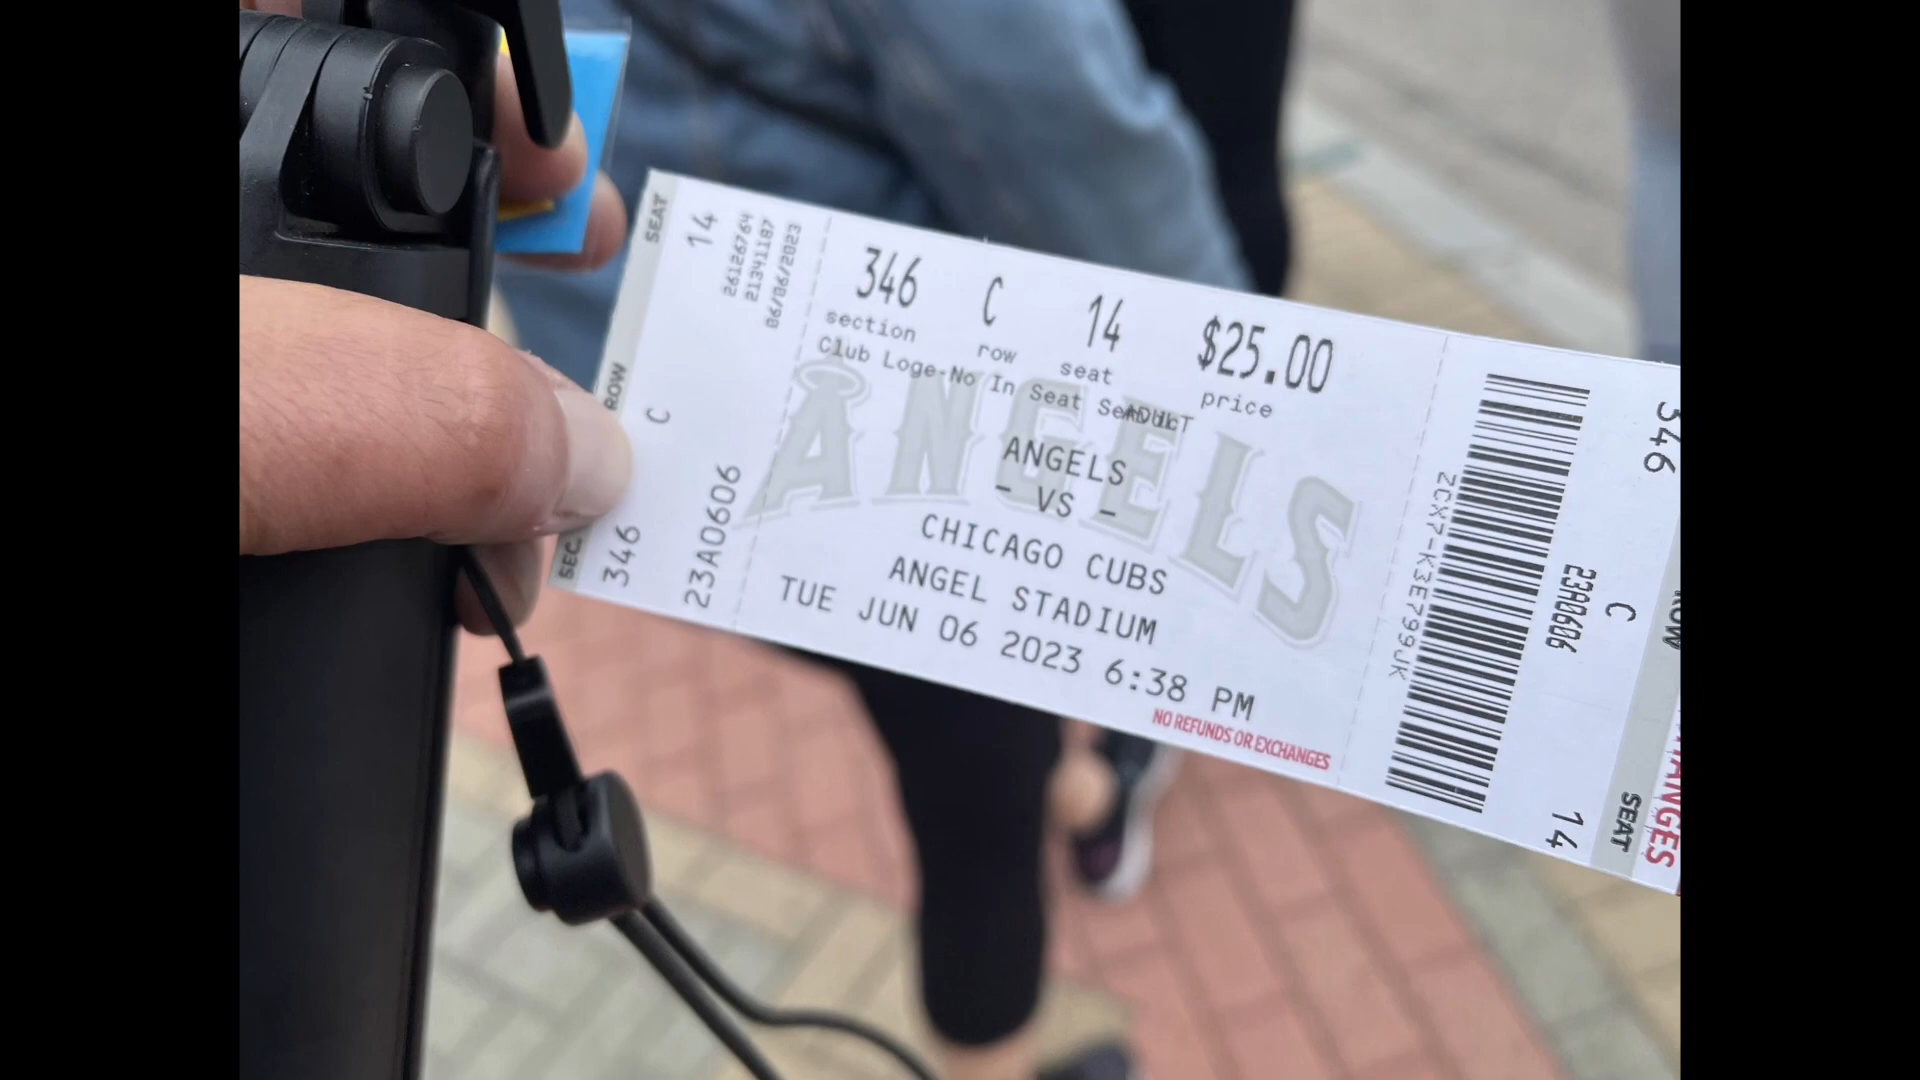 SEAT
14
26126764
21341187
06/06/2023
ROW
C
SEC.
346
23A0606
346 C 14 $25.00
section row seat price
Club Loge-No In Seat
ADULT
ANGELS
ANGELS
- VS -
CHICAGO CUBS
ANGEL STADIUM
TUE JUN 06 2023 6:38 PM
NO REFUNDS OR EXCHANGES
ZCX7-K3E799JK
23A0606
346
C
14
ROW
SEAT